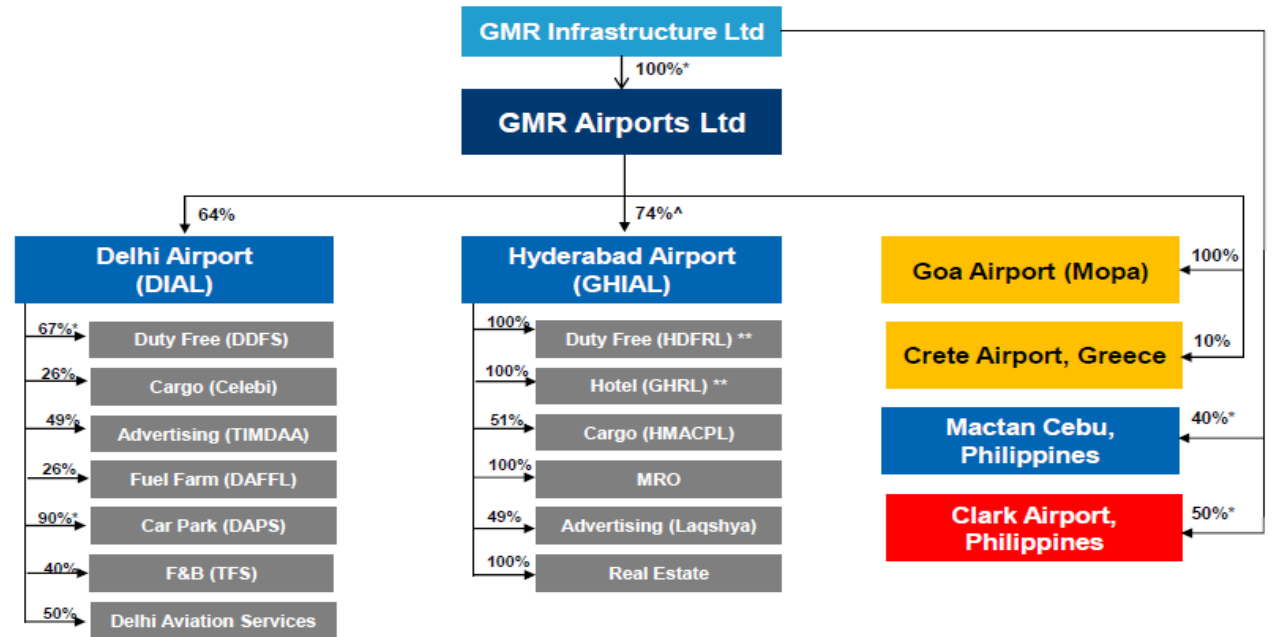 GMR Infrastructure Ltd
100%*
GMR Airports Ltd
64%
74%^
Delhi Airport
(DIAL)
67%*
Duty Free (DDFS)
26%
Cargo (Celebi)
49%
Advertising (TIMDAA)
26%
Fuel Farm (DAFFL)
90%*
Car Park (DAPS)
40%
F&B (TFS)
50%
Delhi Aviation Services
Hyderabad Airport
(GHIAL)
100%
Duty Free (HDFRL) **
100%
Hotel (GHRL) **
51%
Cargo (HMACPL)
100%
MRO
49%
Advertising (Laqshya)
100%
Real Estate
Goa Airport (Mopa)
100%
Crete Airport, Greece
10%
Mactan Cebu,
Philippines
40%*
Clark Airport,
Philippines
50%*